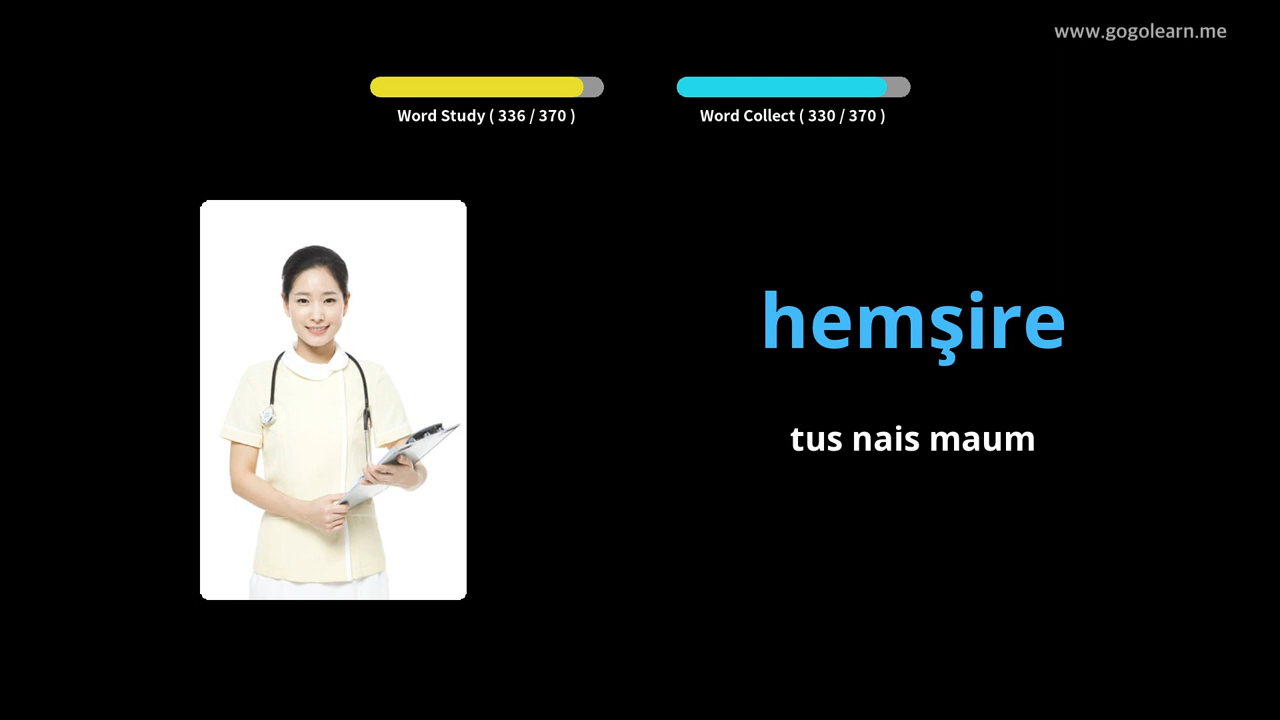 www.gogolearn.me
Word Study ( 336 / 370 )
Word Collect ( 330 / 370 )
hemşire
tus nais maum